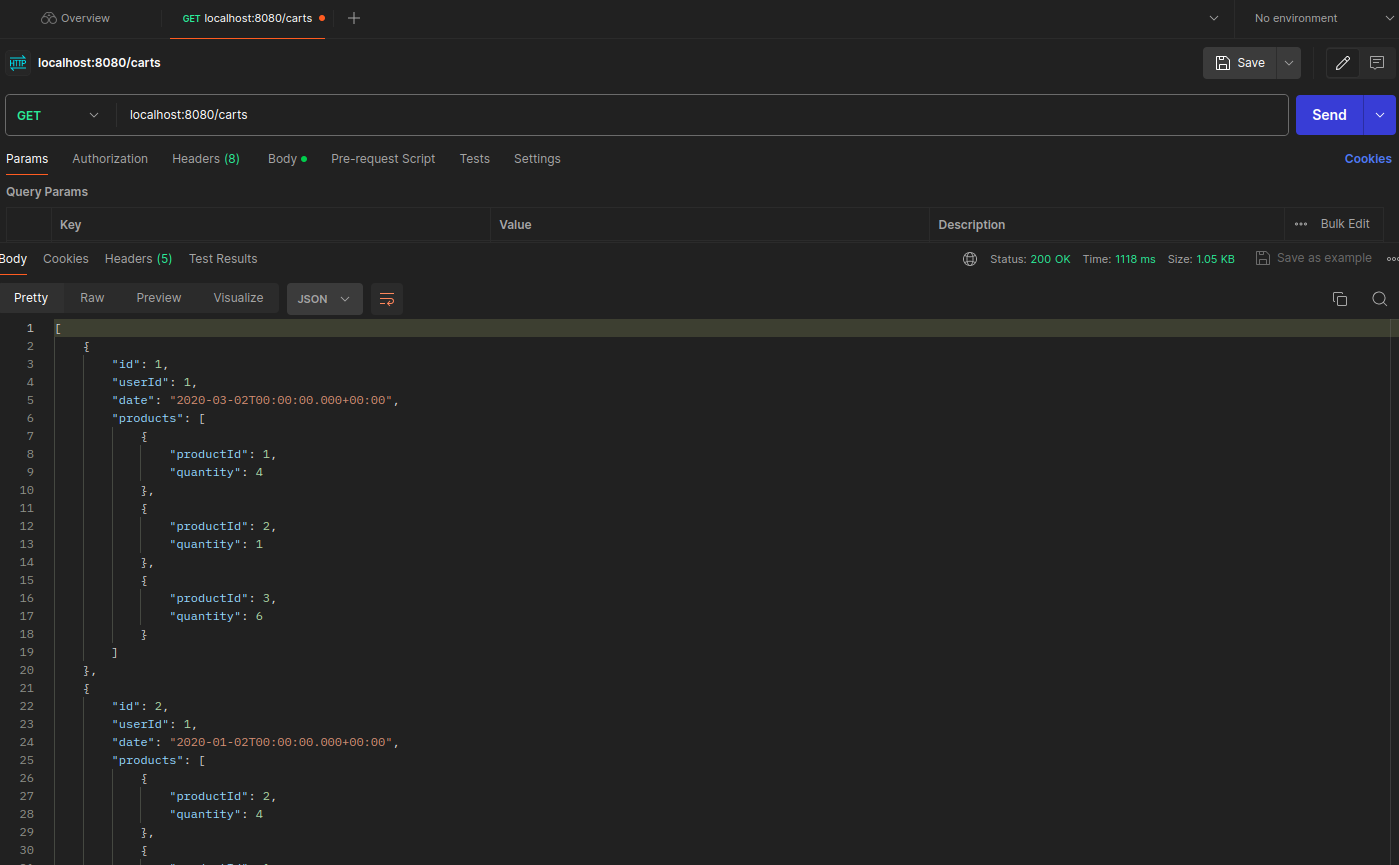 Overview
GET localhost:8080/carts
No environment
HTTP localhost:8080/carts
Save
GET localhost:8080/carts
Send
Params Authorization Headers (8) Body Pre-request Script Tests Settings Cookies
Query Params
Key Value Description Bulk Edit
Body Cookies Headers (5) Test Results Status: 200 OK Time: 1118 ms Size: 1.05 KB Save as example
Pretty Raw Preview Visualize JSON
1 [
2 {
3 "id": 1,
4 "userId": 1,
5 "date": "2020-03-02T00:00:00.000+00:00",
6 "products": [
7 {
8 "productId": 1,
9 "quantity": 4
10 },
11 {
12 "productId": 2,
13 "quantity": 1
14 },
15 {
16 "productId": 3,
17 "quantity": 6
18 }
19 ]
20 },
21 {
22 "id": 2,
23 "userId": 1,
24 "date": "2020-01-02T00:00:00.000+00:00",
25 "products": [
26 {
27 "productId": 2,
28 "quantity": 4
29 },
30 {